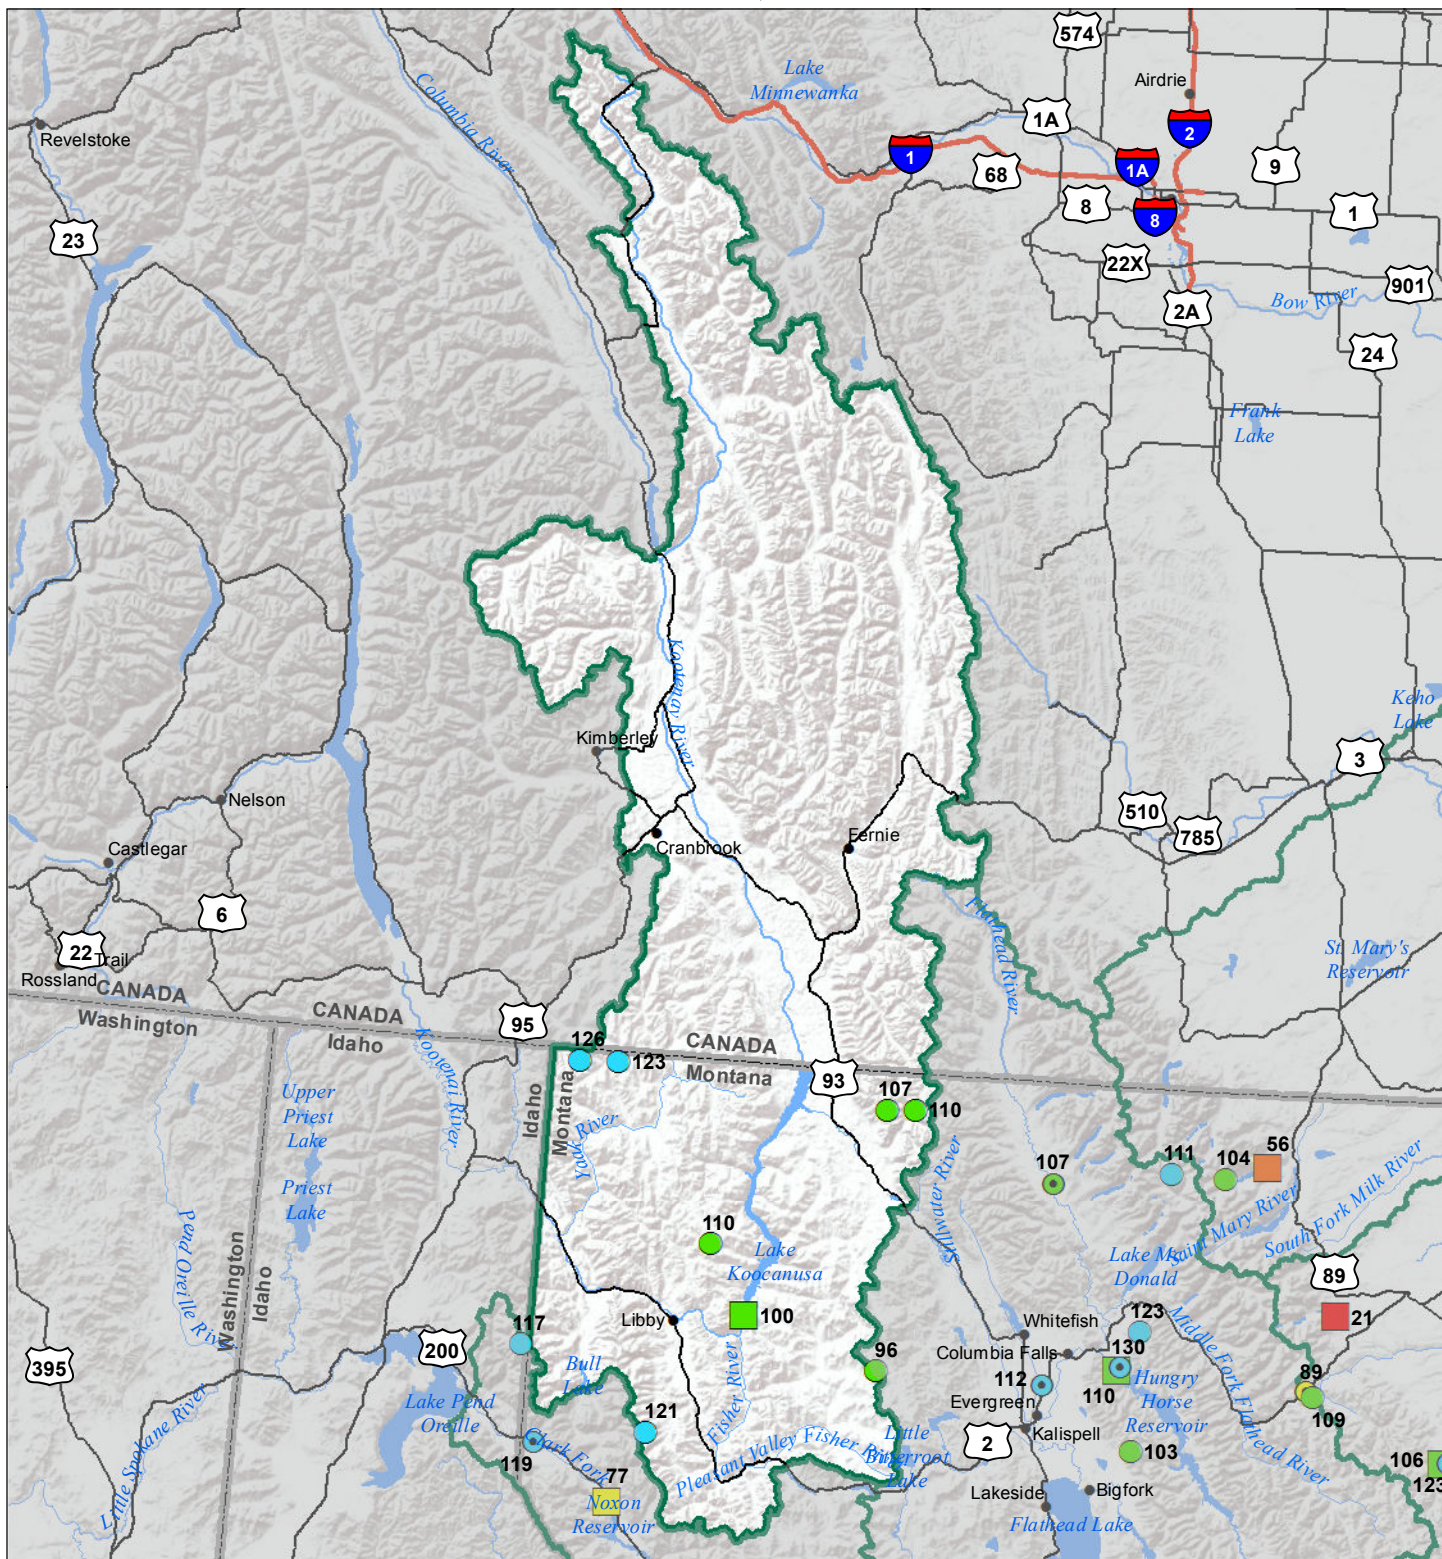 574
Lake
Minnewanka
Airdrie
Columbia River
1A
2
Revelstoke
1
68
1A
9
8
8
1
23
22X
901
Bow River
2A
24
Frank
Lake
Kootenay River
Keho
Lake
Kimberley
3
Nelson
510
785
Fernie
Cranbrook
Castlegar
6
Flathead River
22
Trail
Rossland
St. Mary's
Reservoir
CANADA
Washington
CANADA
Idaho
95
Kootenai River
126
123
CANADA
Montana
93
Idaho
Montana
Upper
Priest
Lake
Yaak River
107
110
Stillwater River
107
111
104
56
Priest
Lake
Pend Oreille River
Washington
Idaho
110
Lake
Koocanusa
Saint Mary River
South Fork Milk River
Lake Mc
Donald
89
Libby
100
Whitefish
123
Middle Fork Flathead River
21
117
200
Columbia Falls
130
395
Bull
Lake
Fisher River
96
112
110
Hungry
Horse
Reservoir
89
109
Lake Pend
Oreille
Evergreen
121
Little
Bitterroot
Lake
2
Kalispell
Little Spokane River
Clark Fork
119
Pleasant Valley Fisher River
103
106
123
77
Noxon
Reservoir
Lakeside
Bigfork
Flathead Lake